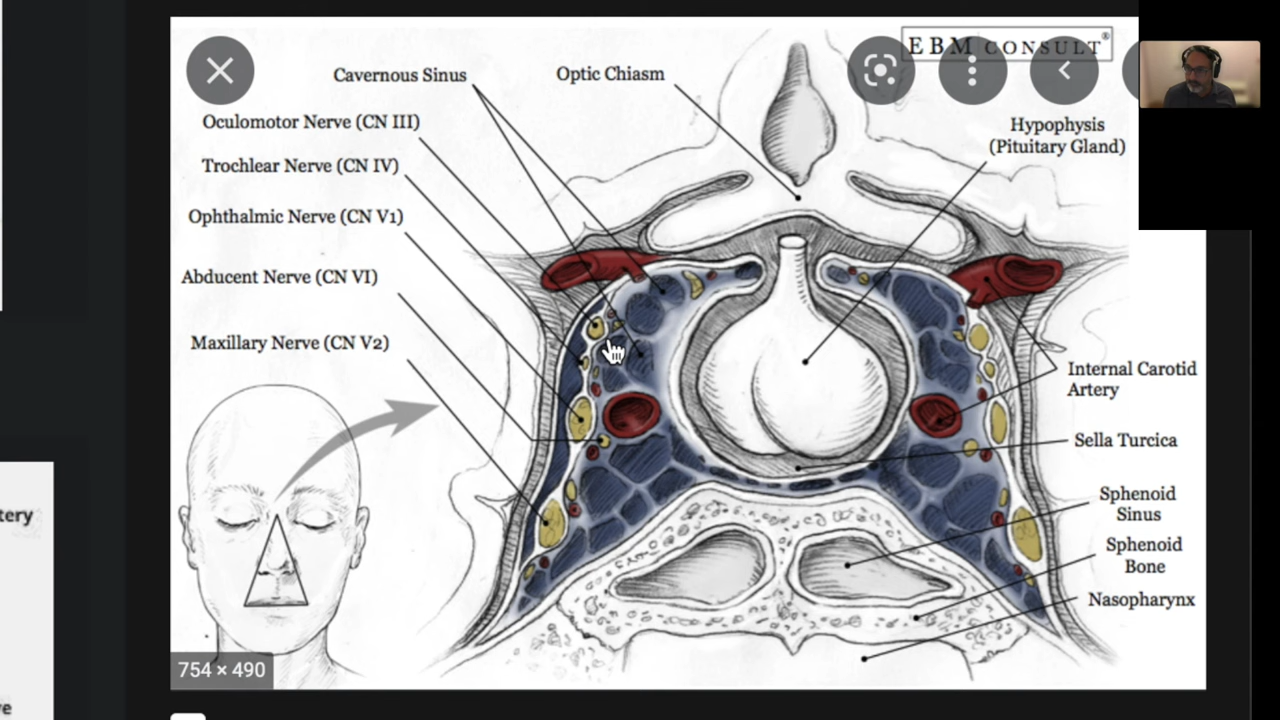 EBM CONSULT®
Cavernous Sinus
Optic Chiasm
Oculomotor Nerve (CN III)
Hypophysis
(Pituitary Gland)
Trochlear Nerve (CN IV)
Ophthalmic Nerve (CN V1)
Abducent Nerve (CN VI)
Maxillary Nerve (CN V2)
Internal Carotid
Artery
Sella Turcica
Sphenoid
Sinus
Sphenoid
Bone
Nasopharynx
754 × 490
tery
ve